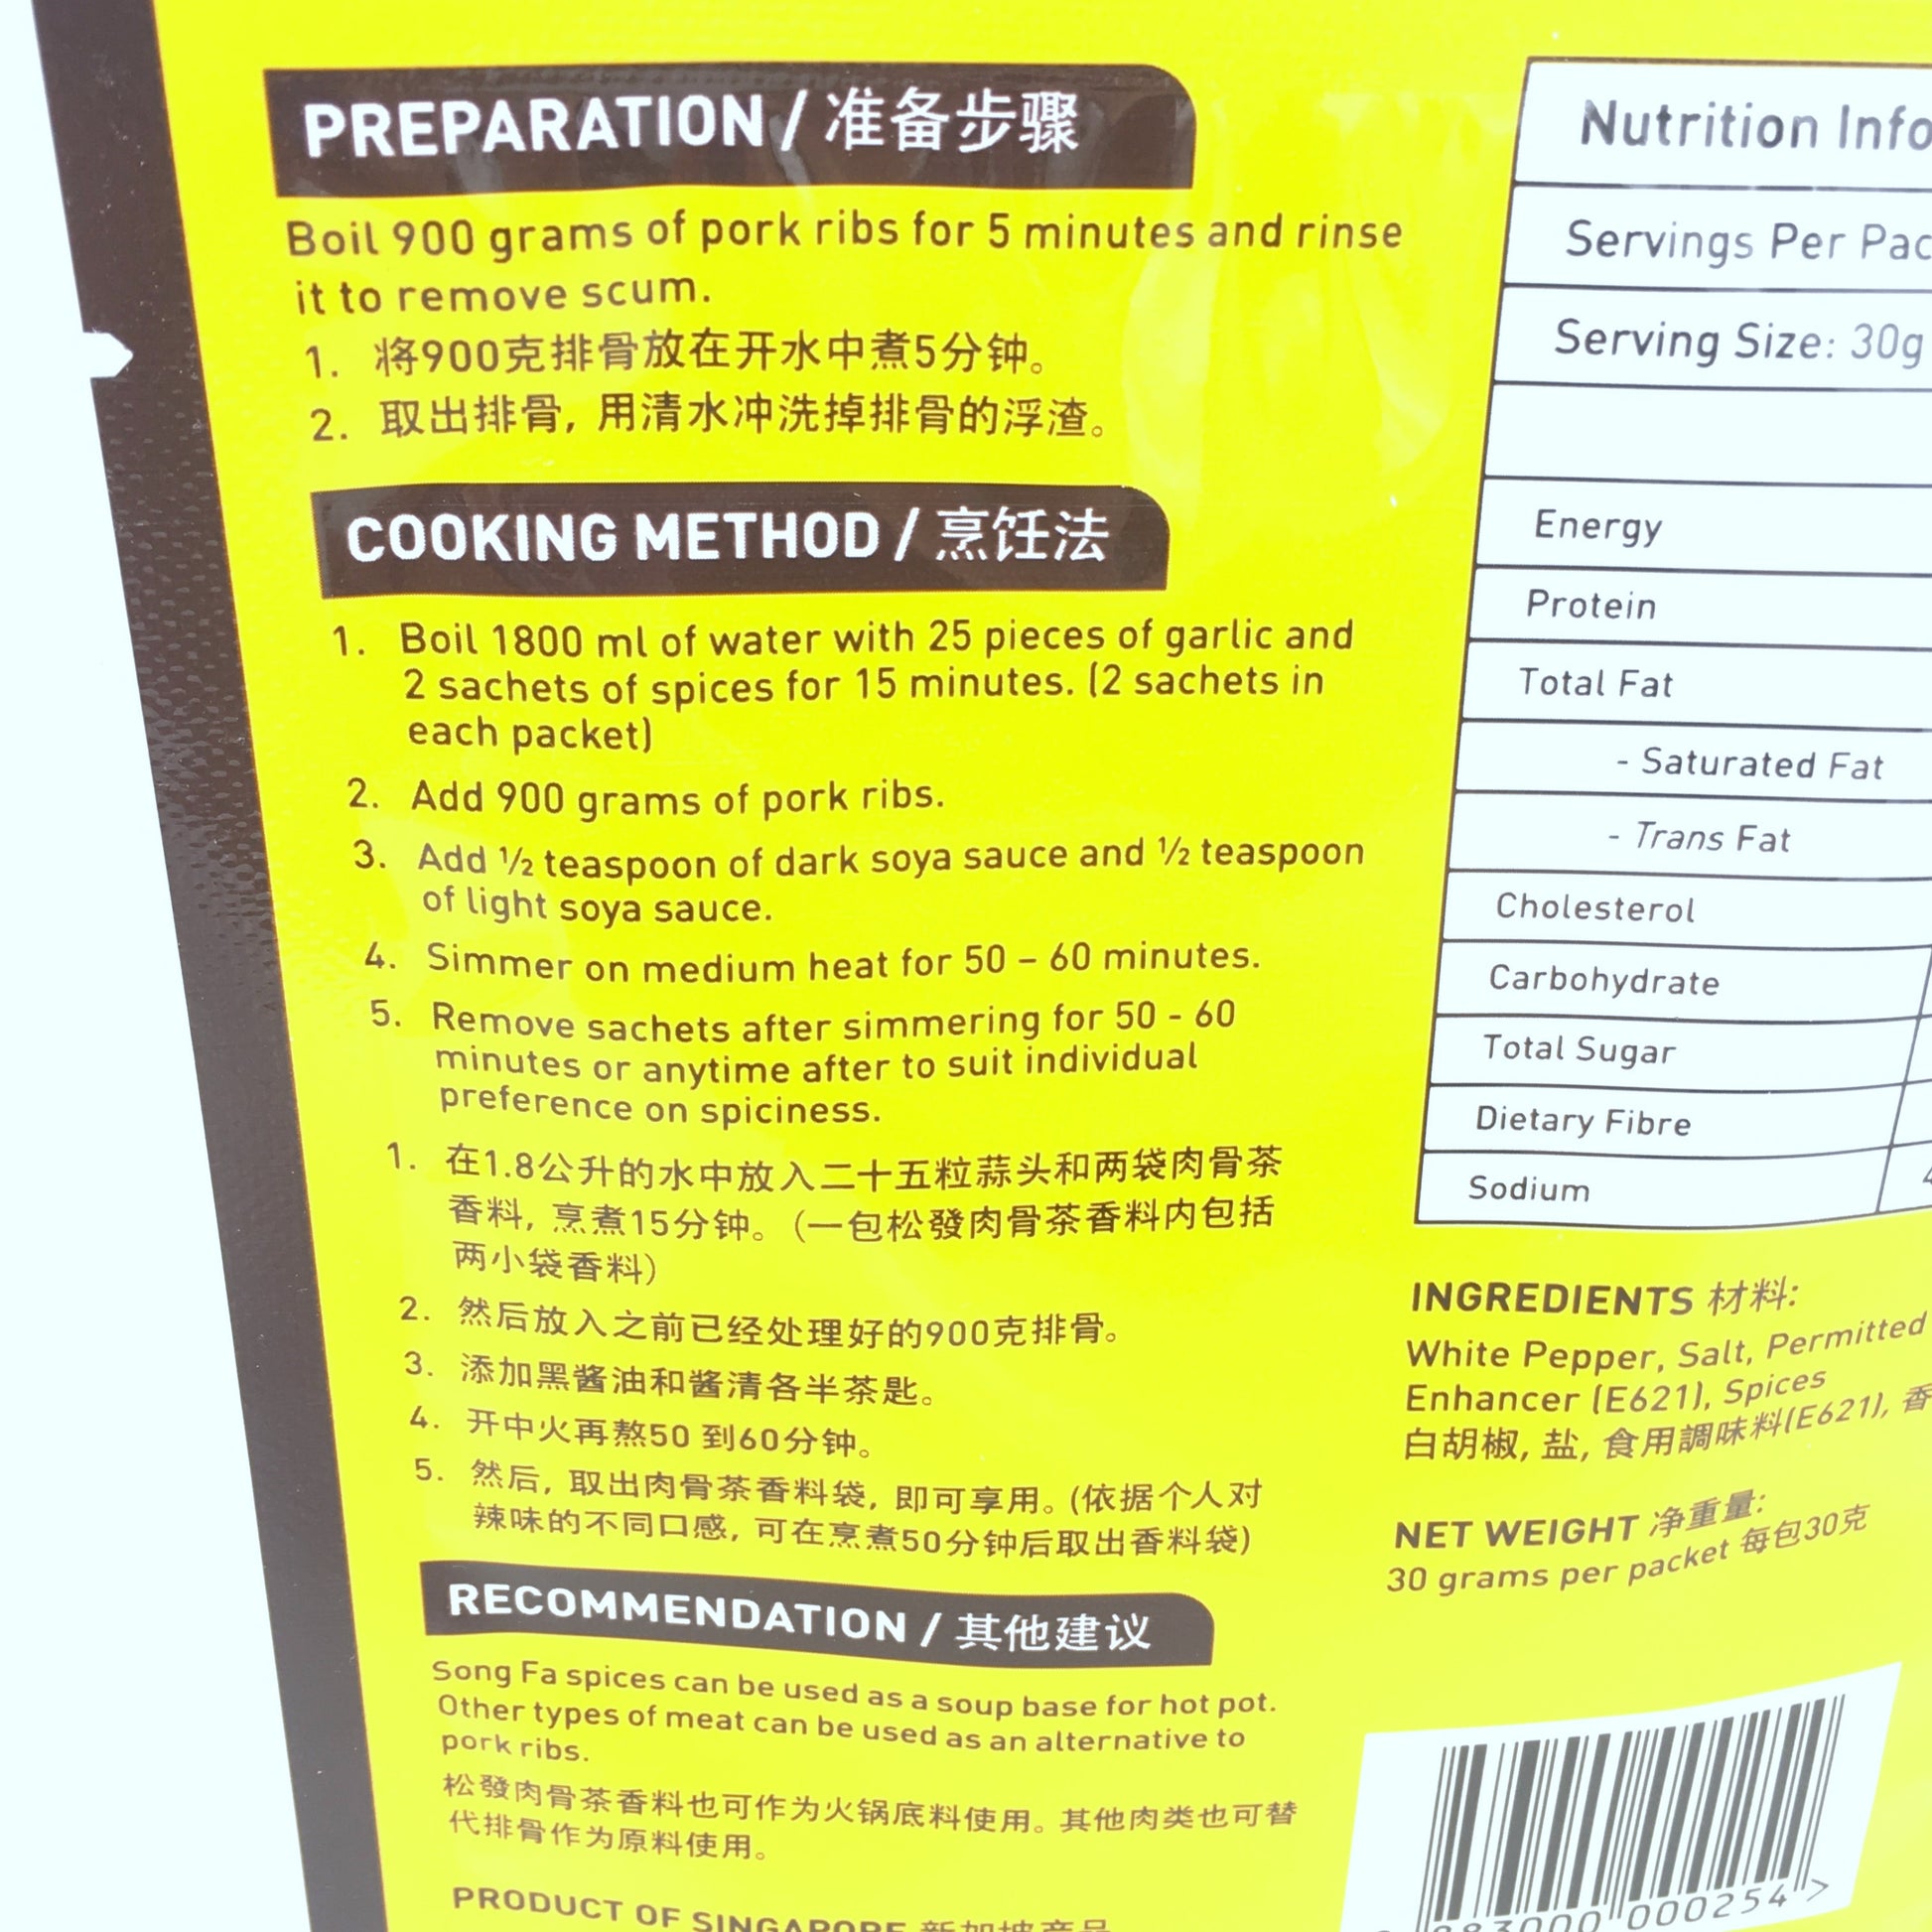 PREPARATION / 准备步骤
Boil 900 grams of pork ribs for 5 minutes and rinse
it to remove scum.
1. 将900克排骨放在开水中煮5分钟。
2. 取出排骨, 用清水冲洗掉排骨的浮渣。
COOKING METHOD / 烹饪法
1. Boil 1800 ml of water with 25 pieces of garlic and
2 sachets of spices for 15 minutes. (2 sachets in
each packet)
2. Add 900 grams of pork ribs.
3. Add ½ teaspoon of dark soya sauce and ½ teaspoon
of light soya sauce.
4. Simmer on medium heat for 50 – 60 minutes.
5. Remove sachets after simmering for 50 - 60
minutes or anytime after to suit individual
preference on spiciness.
1. 在1.8公升的水中放入二十五粒蒜头和两袋肉骨茶
香料, 烹煮15分钟。(一包松發肉骨茶香料内包括
两小袋香料)
2. 然后放入之前已经处理好的900克排骨。
3. 添加黑酱油和酱清各半茶匙。
4. 开中火再熬50 到60分钟。
5. 然后, 取出肉骨茶香料袋, 即可享用。(依据个人对
辣味的不同口感, 可在烹煮50分钟后取出香料袋)
RECOMMENDATION / 其他建议
Song Fa spices can be used as a soup base for hot pot.
Other types of meat can be used as an alternative to
pork ribs.
松發肉骨茶香料也可作为火锅底料使用。其他肉类也可替
代排骨作为原料使用。
PRODUCT OF SINGAPORE 新加坡产品
Nutrition
Servings Per
Serving Size: 30g
Energy
Protein
Total Fat
- Saturated Fat
- Trans Fat
Cholesterol
Carbohydrate
Total Sugar
Dietary Fibre
Sodium
INGREDIENTS 材料:
White Pepper, Salt, Permitted
Enhancer (E621), Spices
白胡椒, 盐, 食用調味料(E621), 香
NET WEIGHT 净重量:
30 grams per packet 每包30克
000254 >